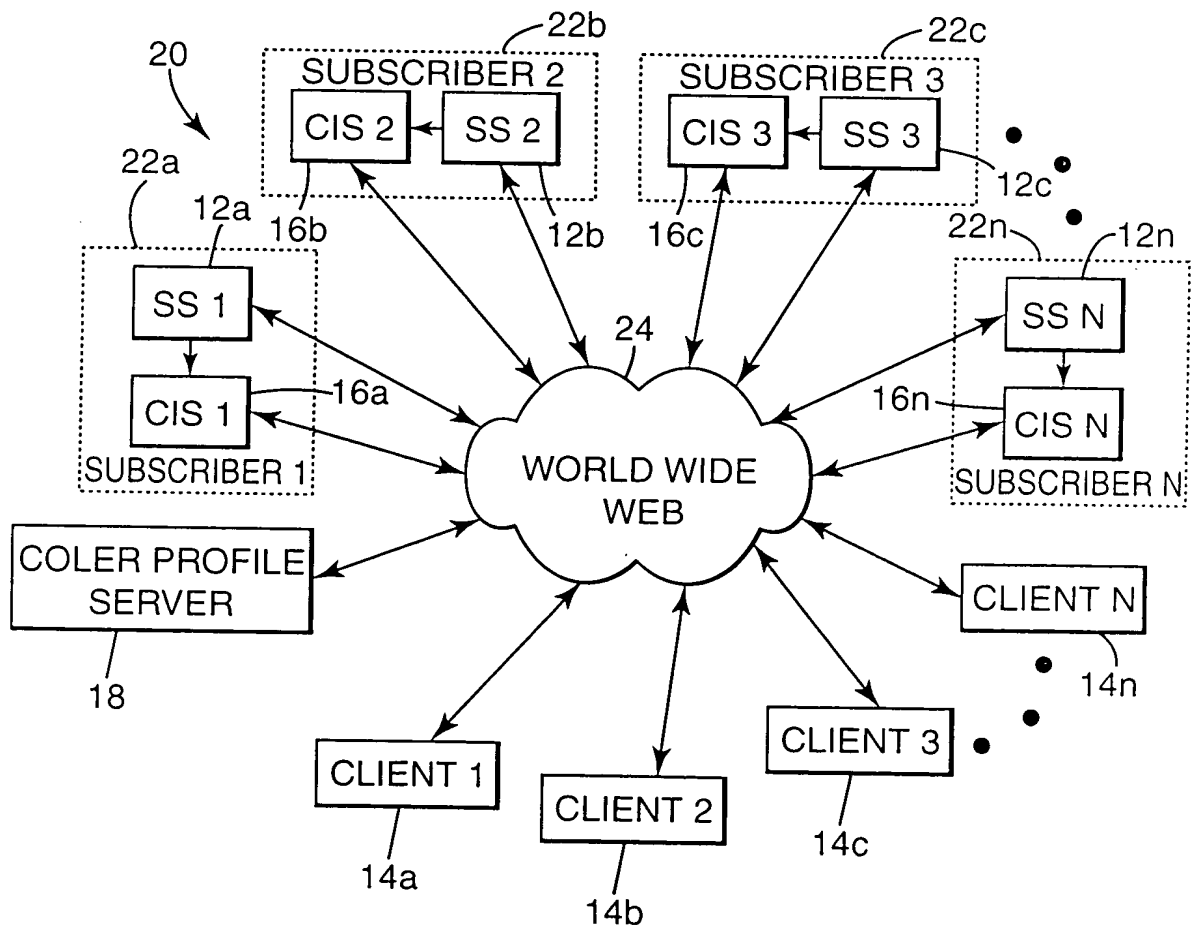 22b
22c
20
SUBSCRIBER 2
SUBSCRIBER 3
CIS 2
SS 2
CIS 3
SS 3
22a
12a
16b
12b
16c
12c
22n
12n
SS 1
SS N
24
16a
16n
CIS 1
CIS N
SUBSCRIBER 1
SUBSCRIBER N
WORLD WIDE
WEB
COLER PROFILE
SERVER
CLIENT N
18
14n
CLIENT 1
CLIENT 2
CLIENT 3
14a
14b
14c